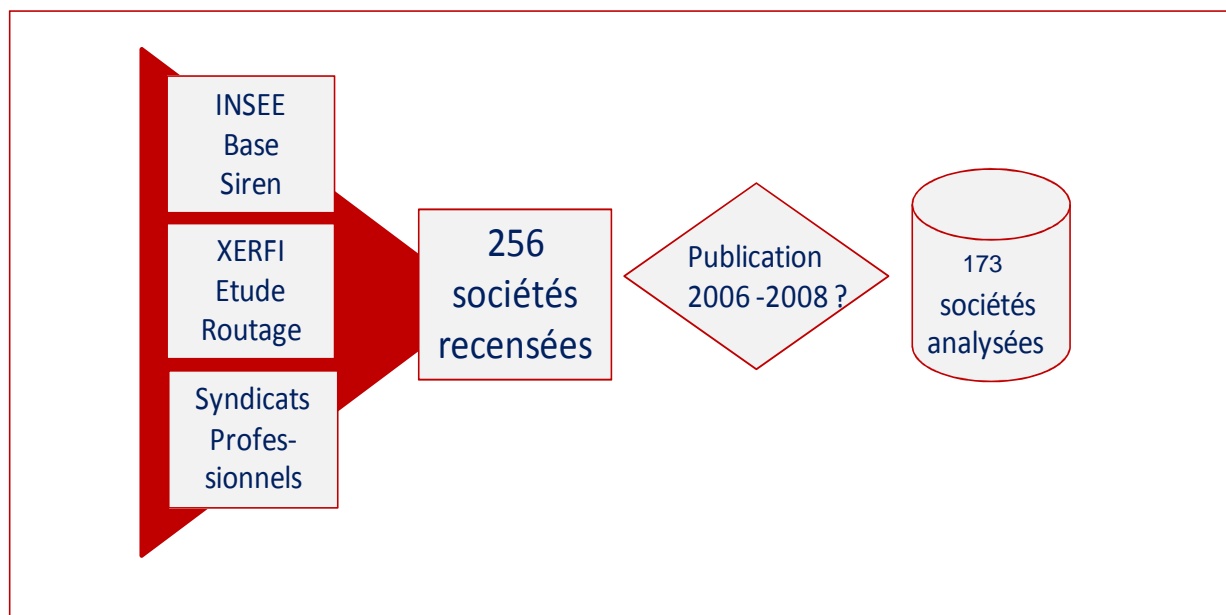 INSEE
Base
Siren
XERFI
Etude
Routage
Syndicats
Profes-
sionnels
256
sociétés
recensées
Publication
2006 -2008 ?
173
sociétés
analysées